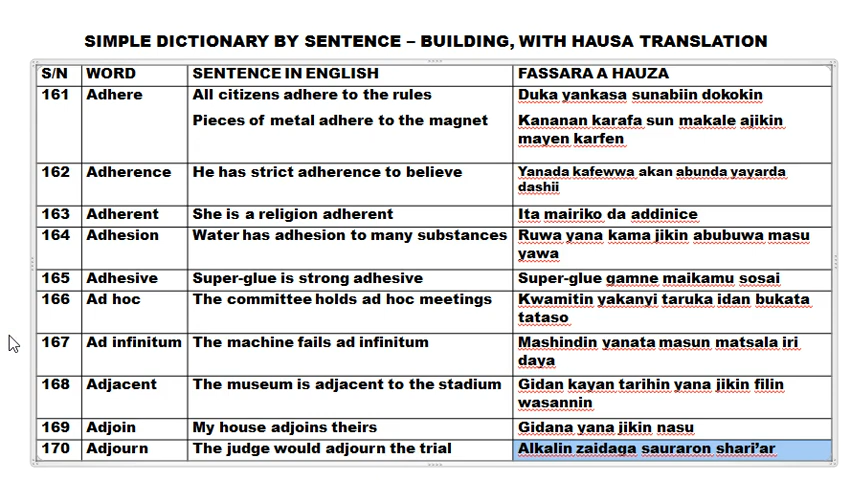 SIMPLE DICTIONARY BY SENTENCE – BUILDING, WITH HAUSA TRANSLATION
S/N WORD SENTENCE IN ENGLISH FASSARA A HAUZA
161 Adhere All citizens adhere to the rules Duka yankasa sunabiin dokokin
Pieces of metal adhere to the magnet Kananan karafa sun makale ajikin
mayen karfen
162 Adherence He has strict adherence to believe Yanada kafewwa akan abunda yayarda
dashii
163 Adherent She is a religion adherent Ita mairiko da addinice
164 Adhesion Water has adhesion to many substances Ruwa yana kama jikin abubuwa masu
yawa
165 Adhesive Super-glue is strong adhesive Super-glue gamne maikamu sosai
166 Ad hoc The committee holds ad hoc meetings Kwamitin yakanyi taruka idan bukata
tataso
167 Ad infinitum The machine fails ad infinitum Mashindin yanata masun matsala iri
daya
168 Adjacent The museum is adjacent to the stadium Gidan kayan tarihin yana jikin filin
wasannin
169 Adjoin My house adjoins theirs Gidana yana jikin nasu
170 Adjourn The judge would adjourn the trial Alkalin zaidaga sauraron shari’ar